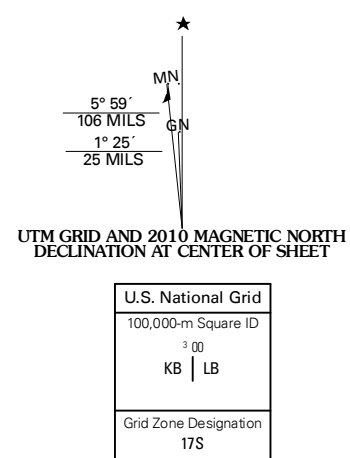 ★
MN.
GN
5° 59´
106 MILS
1° 25´
25 MILS
UTM GRID AND 2010 MAGNETIC NORTH
DECLINATION AT CENTER OF SHEET
U.S. National Grid
100,000-m Square ID
3 00
KB LB
Grid Zone Designation
17S